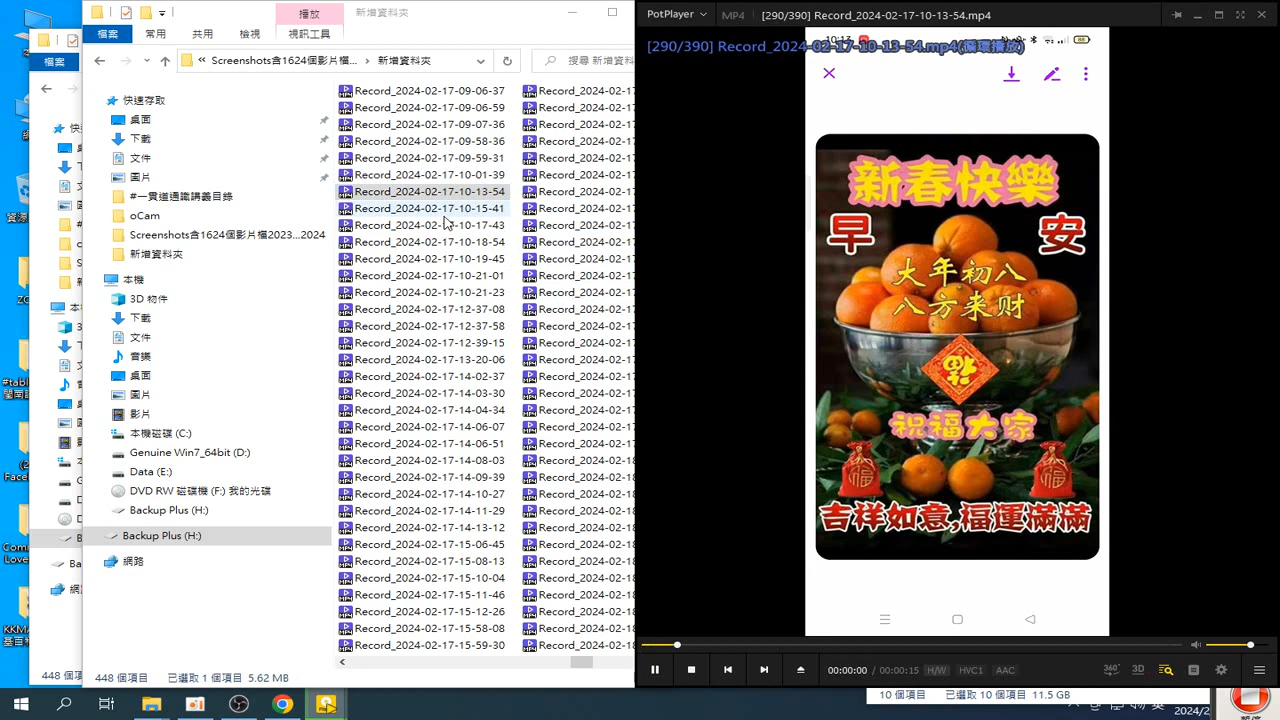 播放
新增資料夾
檔案
常用
共用
檢視
視訊工具
« Screenshots含1624個影片檔... › 新增資料夾
搜尋 新增資料
快速存取
桌面
下載
文件
圖片
#一貫道通識講義目錄
oCam
Screenshots含1624個影片檔2023...2024
新增資料夾
本機
3D 物件
下載
文件
音樂
桌面
圖片
影片
本機磁碟 (C:)
Genuine Win7_64bit (D:)
Data (E:)
DVD RW 磁碟機 (F:) 我的光碟
Backup Plus (H:)
Backup Plus (H:)
網路
Record_2024-02-17-09-06-37
Record_2024-02-17-09-06-59
Record_2024-02-17-09-07-36
Record_2024-02-17-09-58-36
Record_2024-02-17-09-59-31
Record_2024-02-17-10-01-39
Record_2024-02-17-10-13-54
Record_2024-02-17-10-15-41
Record_2024-02-17-10-17-43
Record_2024-02-17-10-18-54
Record_2024-02-17-10-19-45
Record_2024-02-17-10-21-01
Record_2024-02-17-10-21-23
Record_2024-02-17-12-37-08
Record_2024-02-17-12-37-58
Record_2024-02-17-12-39-15
Record_2024-02-17-13-20-06
Record_2024-02-17-14-02-37
Record_2024-02-17-14-03-30
Record_2024-02-17-14-04-34
Record_2024-02-17-14-06-07
Record_2024-02-17-14-06-51
Record_2024-02-17-14-08-03
Record_2024-02-17-14-09-39
Record_2024-02-17-14-10-27
Record_2024-02-17-14-11-29
Record_2024-02-17-14-13-12
Record_2024-02-17-15-06-45
Record_2024-02-17-15-08-13
Record_2024-02-17-15-10-04
Record_2024-02-17-15-11-46
Record_2024-02-17-15-12-26
Record_2024-02-17-15-58-08
Record_2024-02-17-15-59-30
448 個項目 已選取 1 個項目 5.62 MB
PotPlayer
MP4
[290/390] Record_2024-02-17-10-13-54.mp4
[290/390] Record_2024-02-17-10-13-54.mp4(循環播放)
新春快樂
早 安
大年初八
八方来财
福
祝福大家
福 福
吉祥如意,福運滿滿
00:00:00 / 00:00:15 H/W HVC1 AAC
360° 3D
10 個項目 已選取 10 個項目 11.5 GB
2024/2